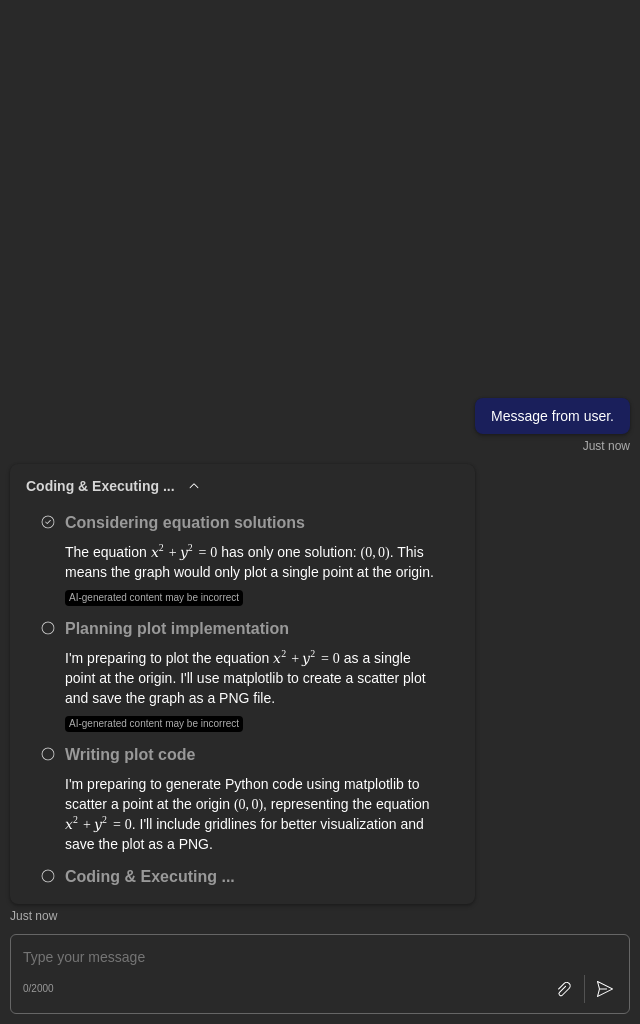 Message from user.
Just now
Coding & Executing ...
Considering equation solutions
The equation x² + y² = 0 has only one solution: (0, 0). This
means the graph would only plot a single point at the origin.
AI-generated content may be incorrect
Planning plot implementation
I'm preparing to plot the equation x² + y² = 0 as a single
point at the origin. I'll use matplotlib to create a scatter plot
and save the graph as a PNG file.
AI-generated content may be incorrect
Writing plot code
I'm preparing to generate Python code using matplotlib to
scatter a point at the origin (0, 0), representing the equation
x² + y² = 0. I'll include gridlines for better visualization and
save the plot as a PNG.
Coding & Executing ...
Just now
Type your message
0/2000